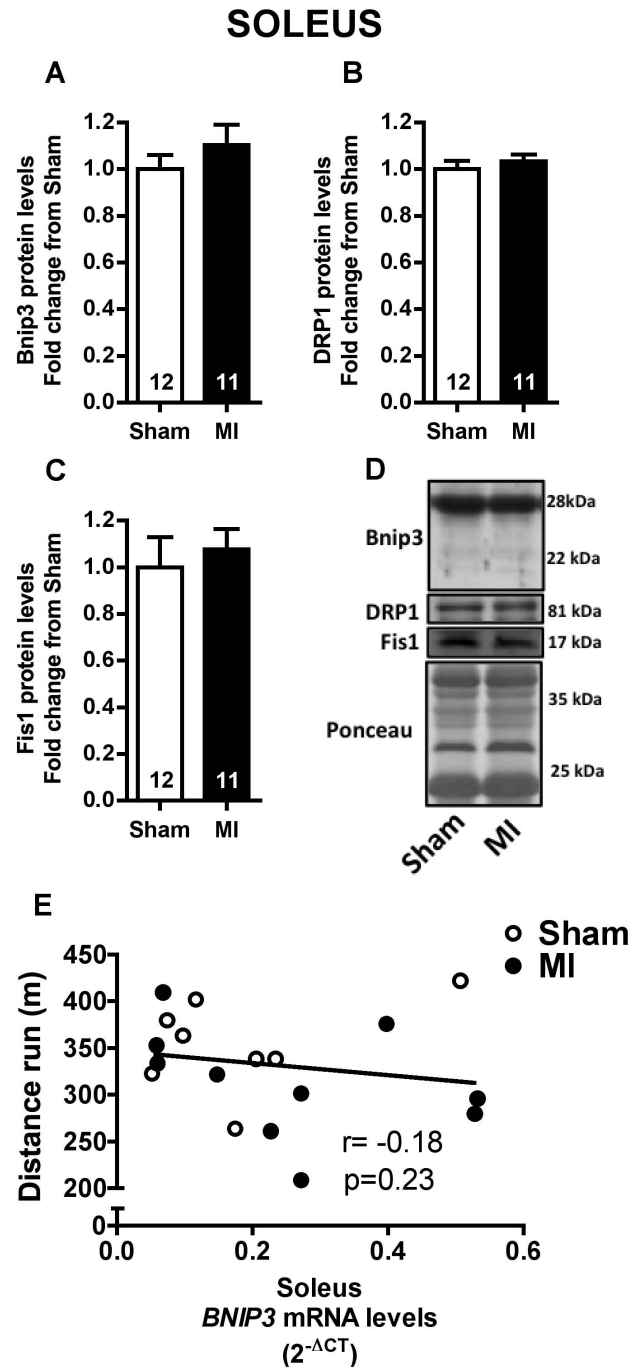 SOLEUS
A
Bnip3 protein levels
Fold change from Sham
1.2
1.0
0.8
0.6
0.4
0.2
0.0
12
11
Sham MI
B
DRP1 protein levels
Fold change from Sham
1.2
1.0
0.8
0.6
0.4
0.2
0.0
12
11
Sham MI
C
Fis1 protein levels
Fold change from Sham
1.2
1.0
0.8
0.6
0.4
0.2
0.0
12
11
Sham MI
D
Bnip3
28kDa
22 kDa
DRP1
81 kDa
Fis1
17 kDa
Ponceau
35 kDa
25 kDa
Sham
MI
E
Sham
MI
Distance run (m)
450
400
350
300
250
200
0
r= -0.18
p=0.23
0.0 0.2 0.4 0.6
Soleus
BNIP3 mRNA levels
(2-ΔCT)